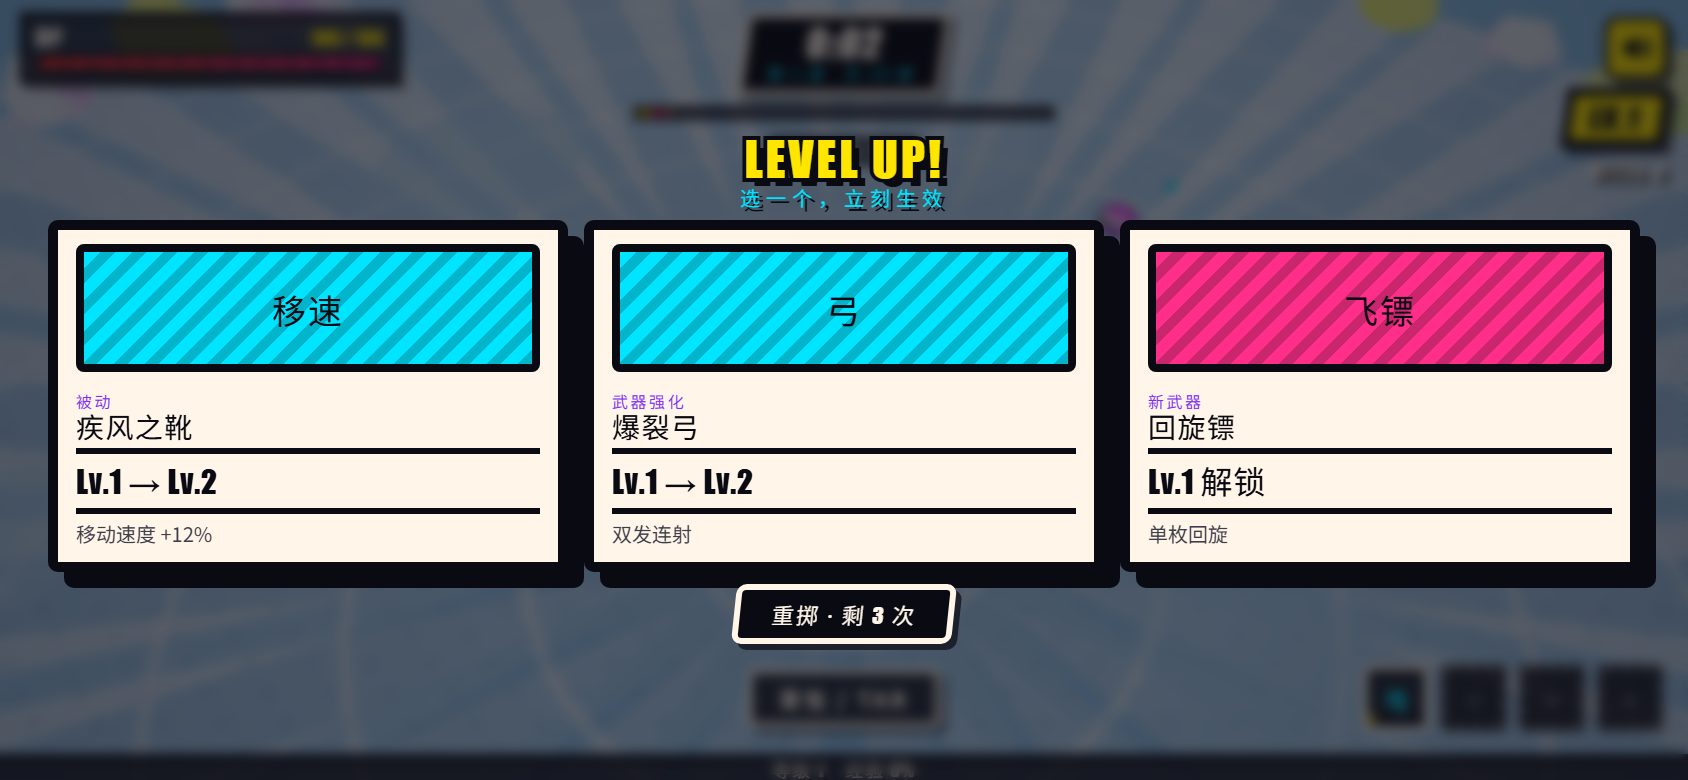 LEVEL UP!
选一个，立刻生效
移速
被动
疾风之靴
Lv.1 → Lv.2
移动速度 +12%
弓
武器强化
爆裂弓
Lv.1 → Lv.2
双发连射
飞镖
新武器
回旋镖
Lv.1 解锁
单枚回旋
重掷 · 剩 3 次